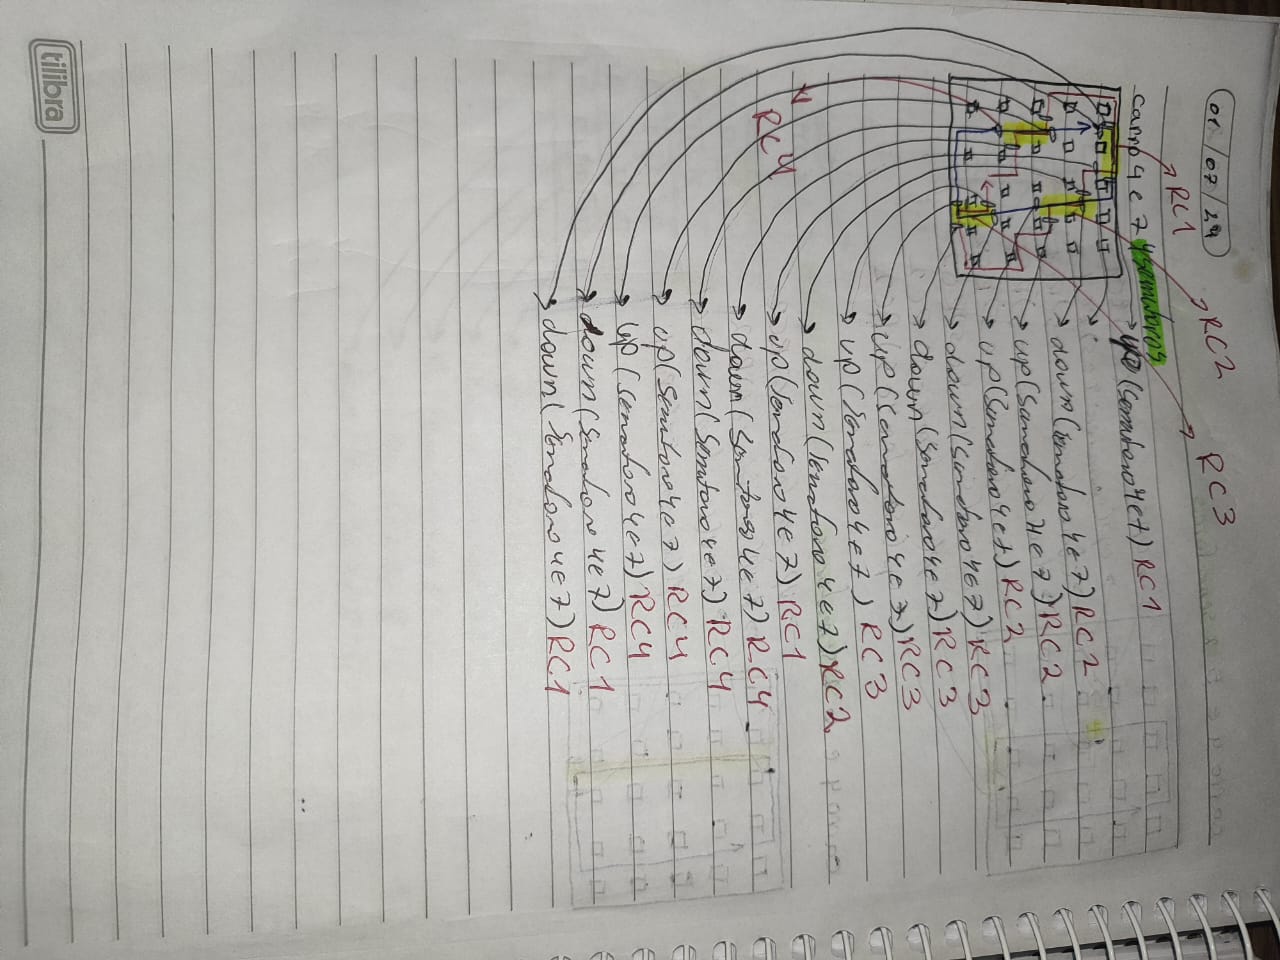 01/07/24
RC1
RC2
RC3
carro 4 e 7 4 semaforos
up (semaforo 4 e 7) RC1
down (semaforo 4 e 7) RC2
up (semaforo 4 e 7) RC2
up (semaforo 4 e 7) RC2
down (semaforo 4 e 7) RC3
down (semaforo 4 e 7) RC3
up (semaforo 4 e 7) RC3
up (semaforo 4 e 7) RC3
down (semaforo 4 e 7) RC2
up (semaforo 4 e 7) RC1
RC4
down (semaforo 4 e 7) RC4
down (semaforo 4 e 7) RC4
up (semaforo 4 e 7) RC4
up (semaforo 4 e 7) RC4
down (semaforo 4 e 7) RC1
down (semaforo 4 e 7) RC1
tilibra